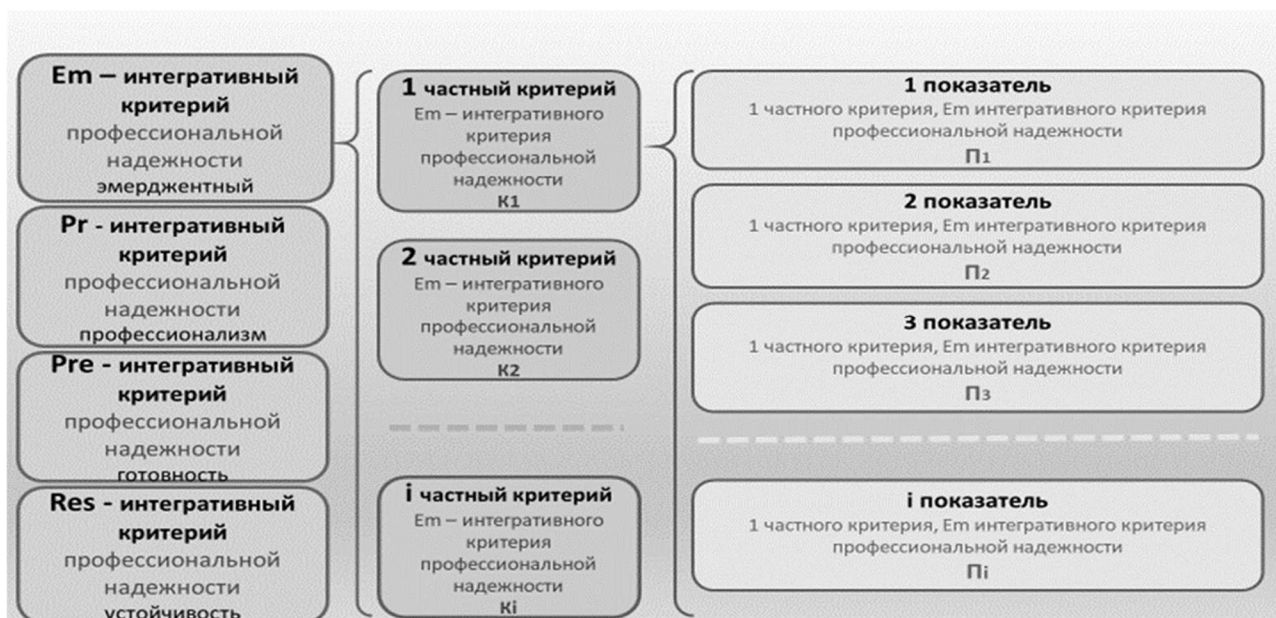 Em – интегративный
критерий
профессиональной
надежности
эмерджентный
Pr - интегративный
критерий
профессиональной
надежности
профессионализм
Pre - интегративный
критерий
профессиональной
надежности
готовность
Res - интегративный
критерий
профессиональной
надежности
устойчивость
1 частный критерий
Em – интегративного
критерия
профессиональной
надежности
К1
2 частный критерий
Em – интегративного
критерия
профессиональной
надежности
К2
i частный критерий
Em – интегративного
критерия
профессиональной
надежности
Кi
1 показатель
1 частного критерия, Em интегративного критерия
профессиональной надежности
П1
2 показатель
1 частного критерия, Em интегративного критерия
профессиональной надежности
П2
3 показатель
1 частного критерия, Em интегративного критерия
профессиональной надежности
П3
i показатель
1 частного критерия, Em интегративного критерия
профессиональной надежности
Пi